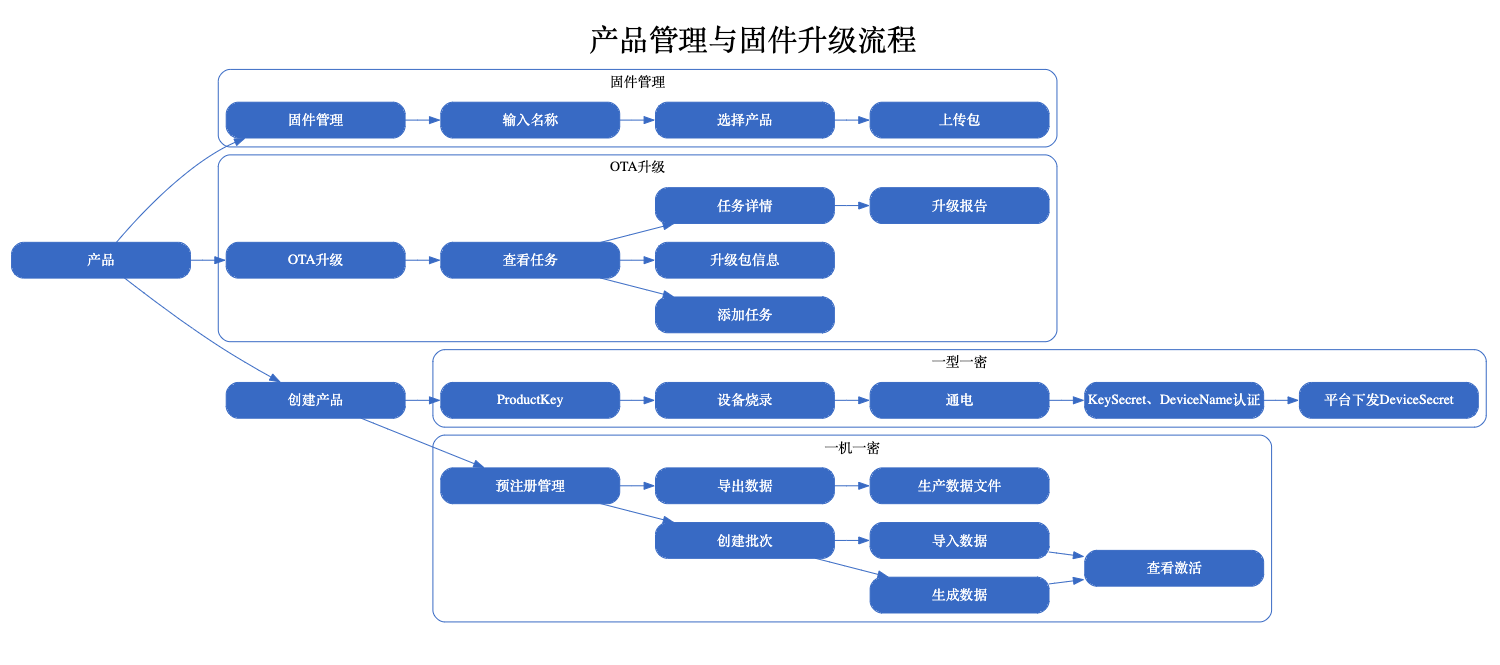 产品管理与固件升级流程
固件管理
固件管理
输入名称
选择产品
上传包
OTA升级
任务详情
升级报告
产品
OTA升级
查看任务
升级包信息
添加任务
一型一密
创建产品
ProductKey
设备烧录
通电
KeySecret、DeviceName认证
平台下发DeviceSecret
一机一密
预注册管理
导出数据
生产数据文件
创建批次
导入数据
查看激活
生成数据